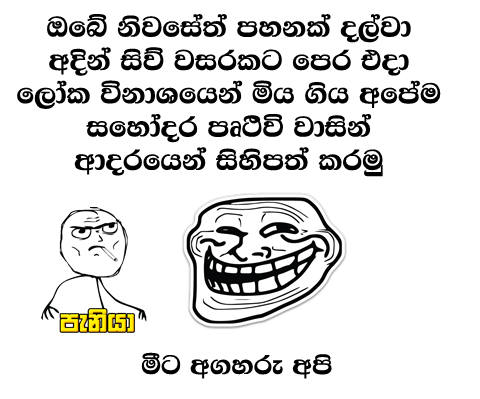 ඔබේ නිවසේත් පහනක් දල්වා
අදින් සිව් වසරකට පෙර එදා
ලෝක විනාශයෙන් මිය ගිය අපේම
සහෝදර පෘථිවි වාසින්
ආදරයෙන් සිහිපත් කරමු
පැනියා
මීට අගහරු අපි